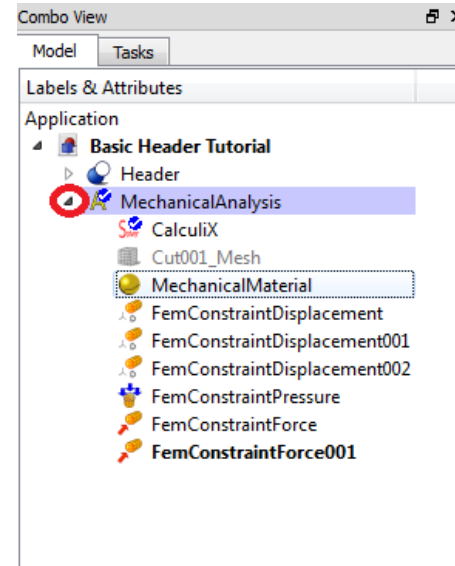 Combo View
Model Tasks
Labels & Attributes
Application
Basic Header Tutorial
Header
MechanicalAnalysis
CalculiX
Cut001_Mesh
MechanicalMaterial
FemConstraintDisplacement
FemConstraintDisplacement001
FemConstraintDisplacement002
FemConstraintPressure
FemConstraintForce
FemConstraintForce001